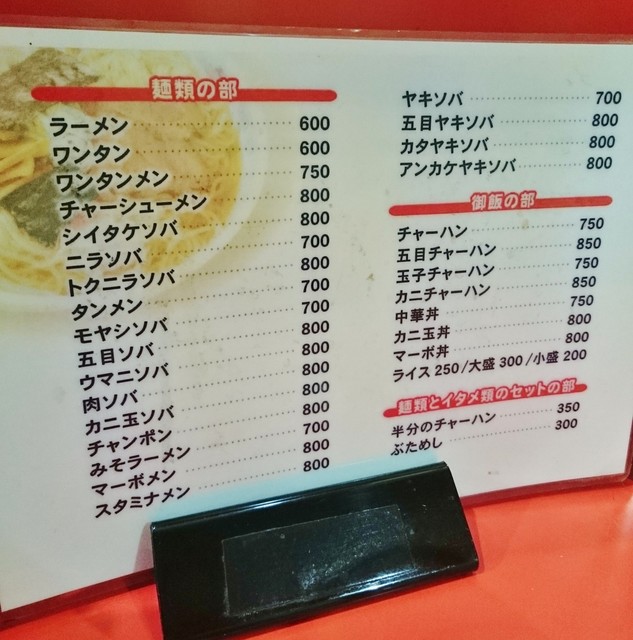 麺類の部
ラーメン 600
ワンタン 600
ワンタンメン 750
チャーシューメン 800
シイタケソバ 800
ニラソバ 700
トクニラソバ 800
タンメン 700
モヤシソバ 700
五目ソバ 800
ウマニソバ 800
肉ソバ 800
カニ玉ソバ 800
チャンポン 800
みそラーメン 700
マーボメン 800
スタミナメン 800
ヤキソバ 700
五目ヤキソバ 800
カタヤキソバ 800
アンカケヤキソバ 800
御飯の部
チャーハン 750
五目チャーハン 850
玉子チャーハン 750
カニチャーハン 850
中華丼 750
カニ玉丼 800
マーボ丼 800
ライス 250/大盛 300/小盛 200
麺類とイタメ類のセットの部
半分のチャーハン 350
ぶためし 300